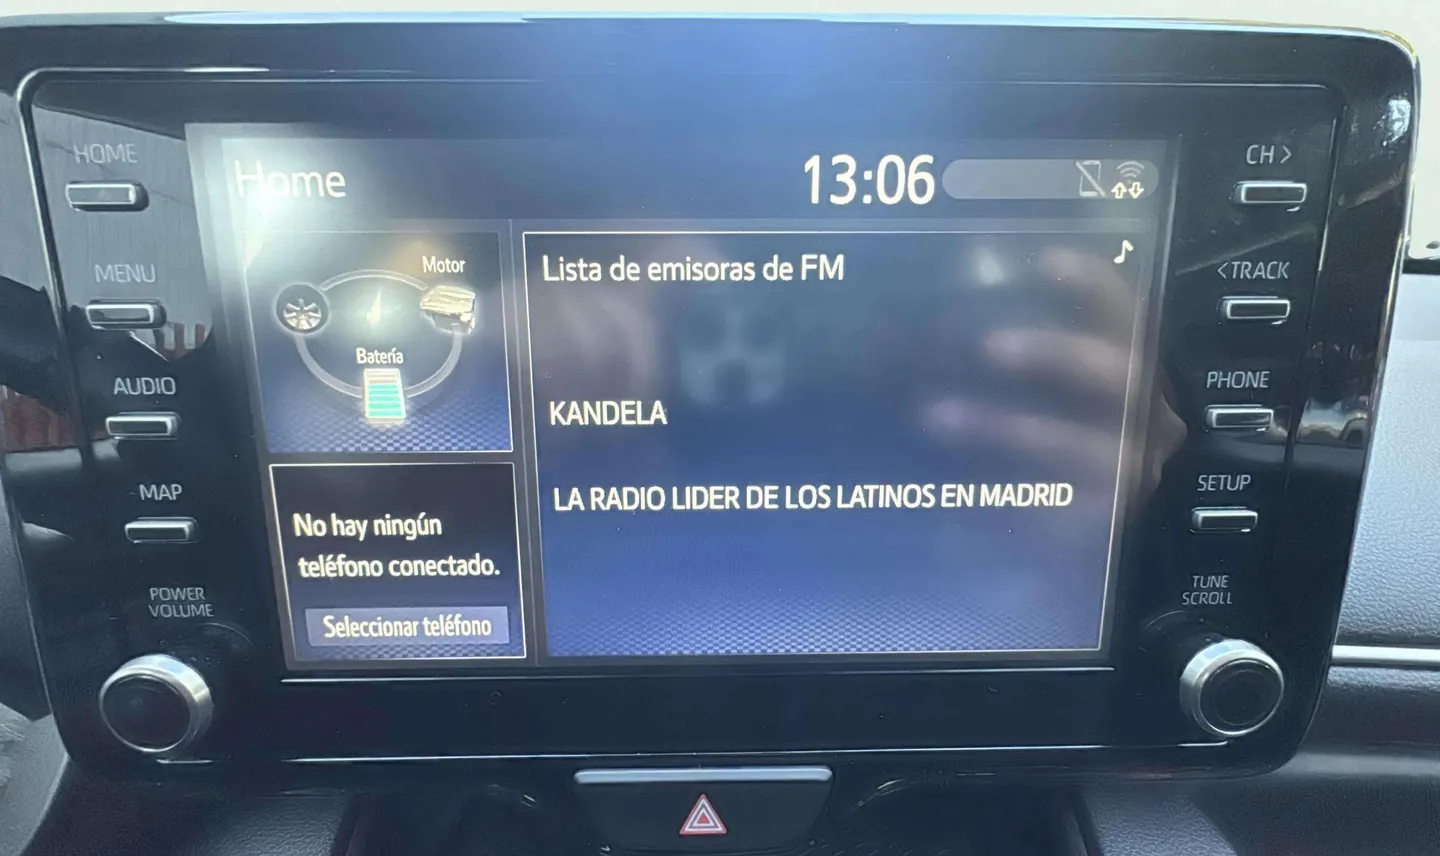 HOME
MENU
AUDIO
MAP
POWER
VOLUME
Home
13:06
Motor
Batería
No hay ningún
teléfono conectado.
Seleccionar teléfono
Lista de emisoras de FM
KANDELA
LA RADIO LIDER DE LOS LATINOS EN MADRID
CH >
< TRACK
PHONE
SETUP
TUNE
SCROLL